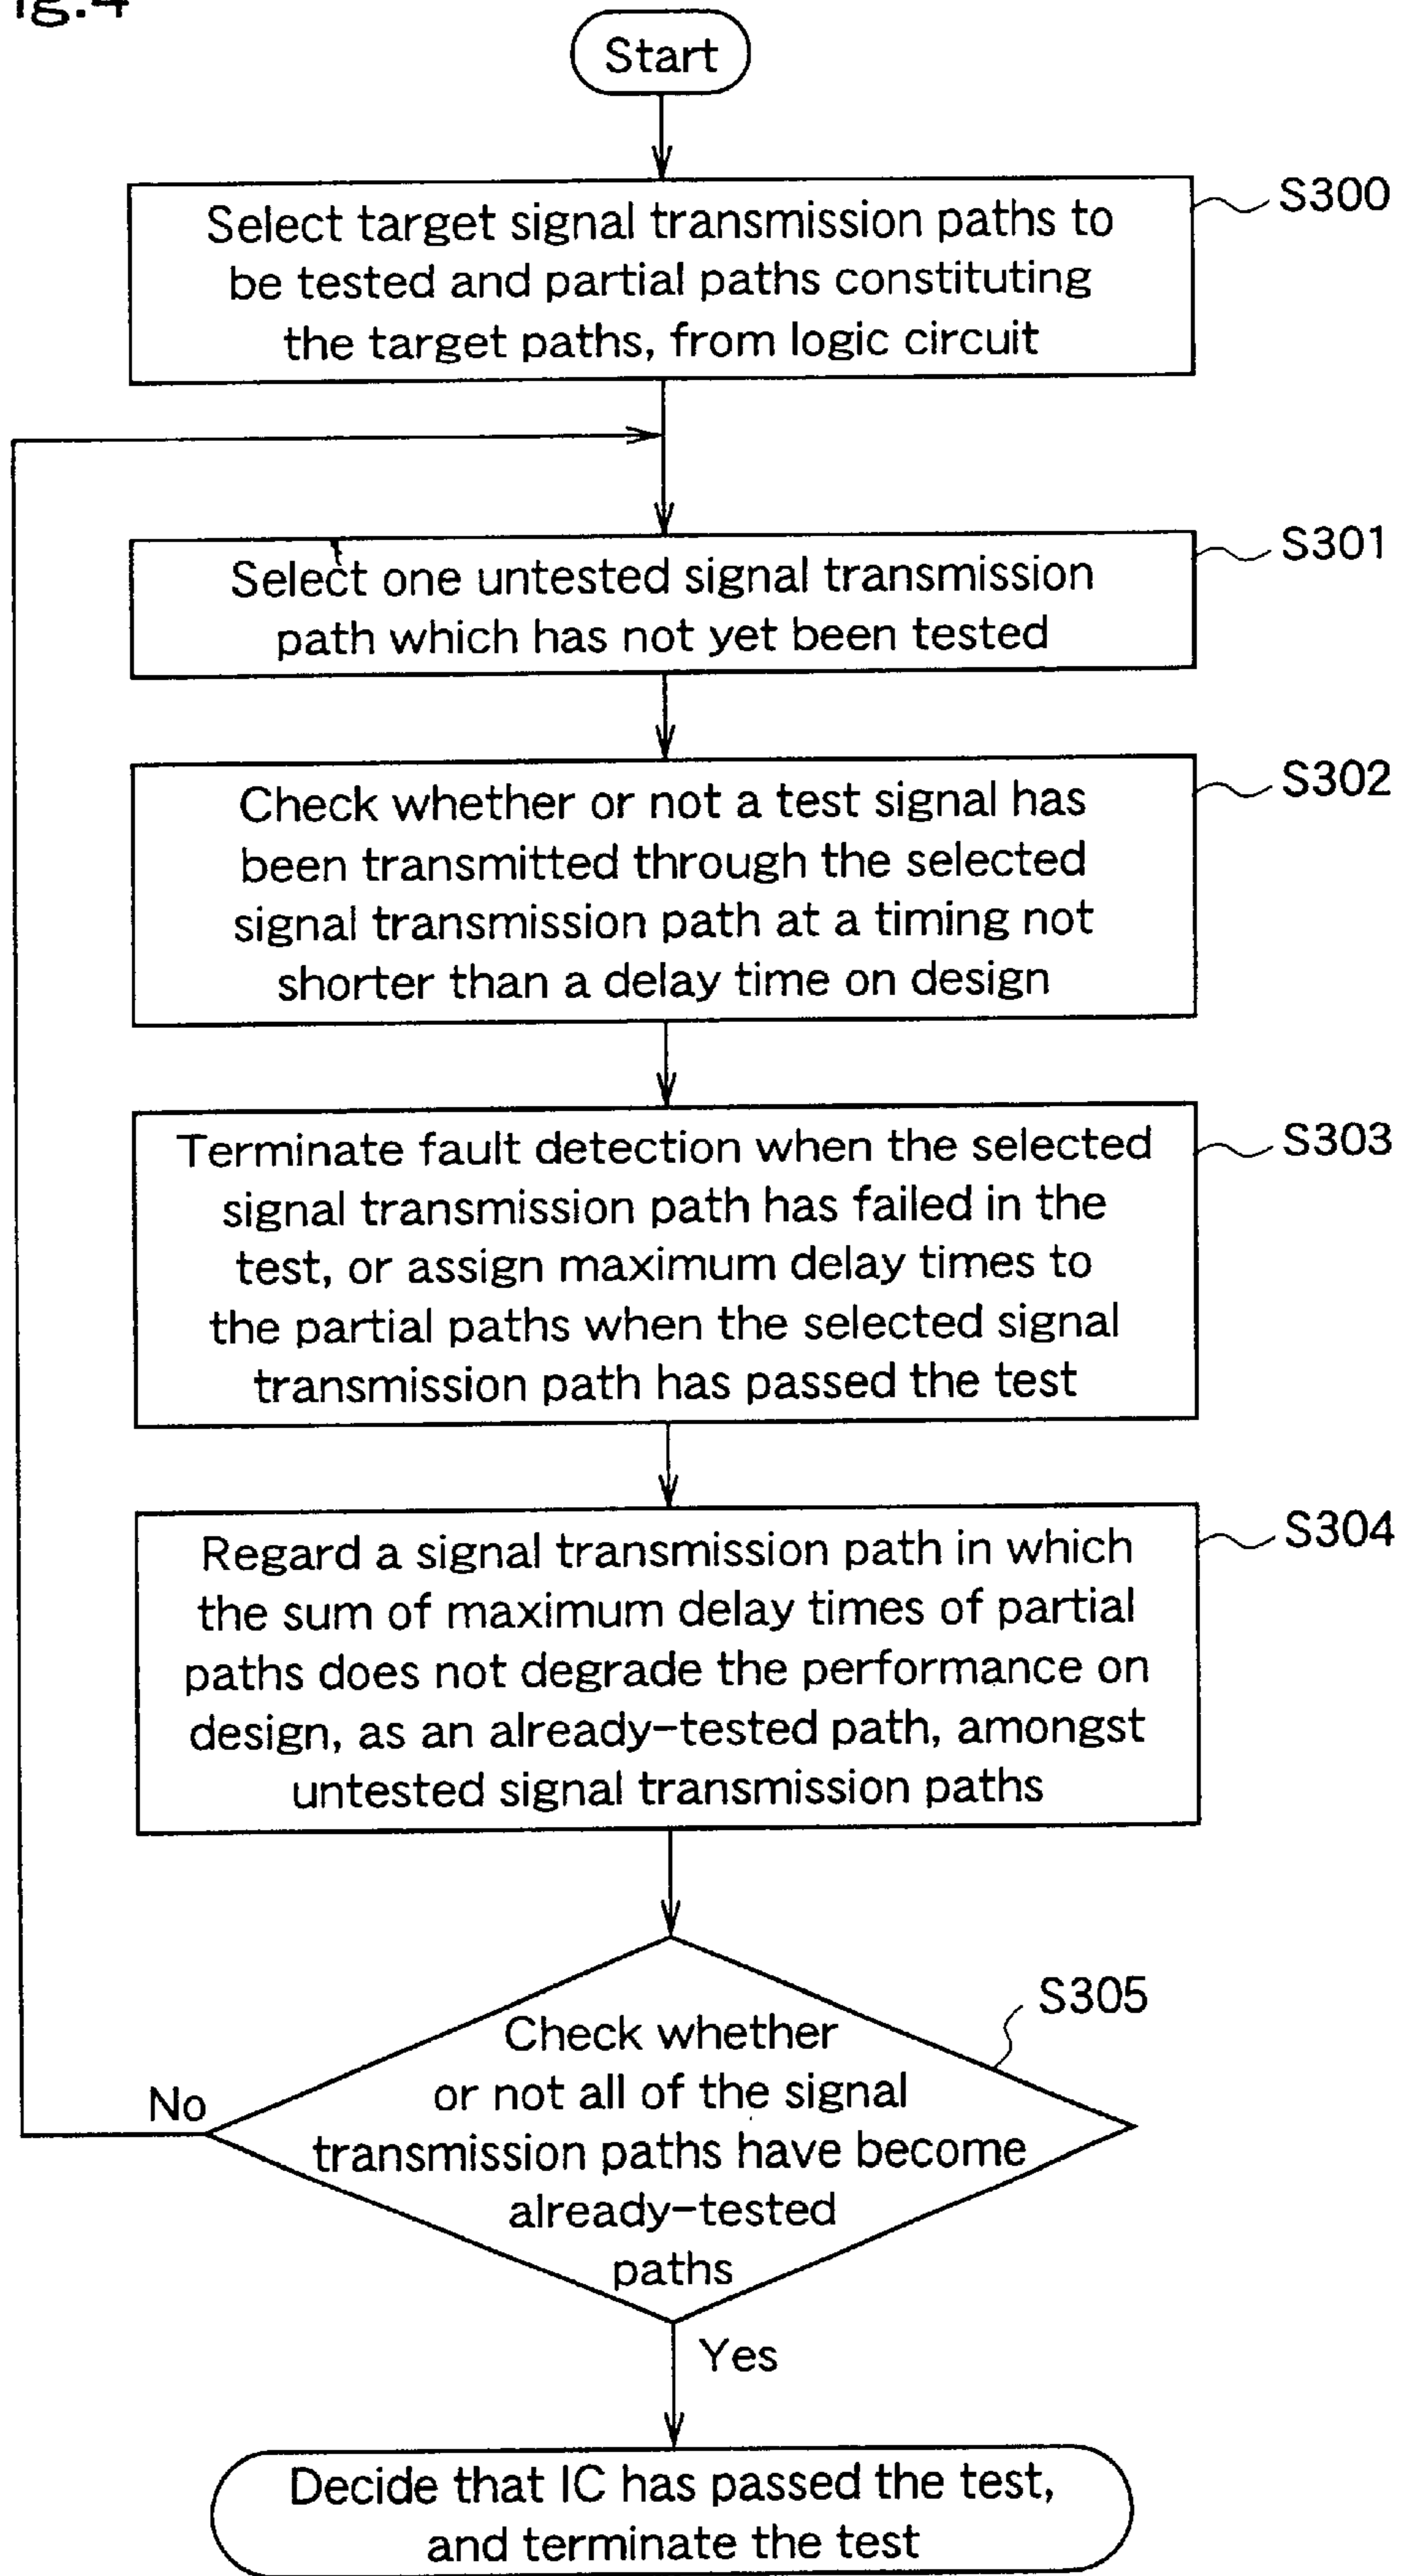 ig.4
Start
S300
Select target signal transmission paths to
be tested and partial paths constituting
the target paths, from logic circuit
S301
Select one untested signal transmission
path which has not yet been tested
S302
Check whether or not a test signal has
been transmitted through the selected
signal transmission path at a timing not
shorter than a delay time on design
S303
Terminate fault detection when the selected
signal transmission path has failed in the
test, or assign maximum delay times to
the partial paths when the selected signal
transmission path has passed the test
S304
Regard a signal transmission path in which
the sum of maximum delay times of partial
paths does not degrade the performance on
design, as an already-tested path, amongst
untested signal transmission paths
S305
Check whether
or not all of the signal
transmission paths have become
already-tested
paths
No
Yes
Decide that IC has passed the test,
and terminate the test